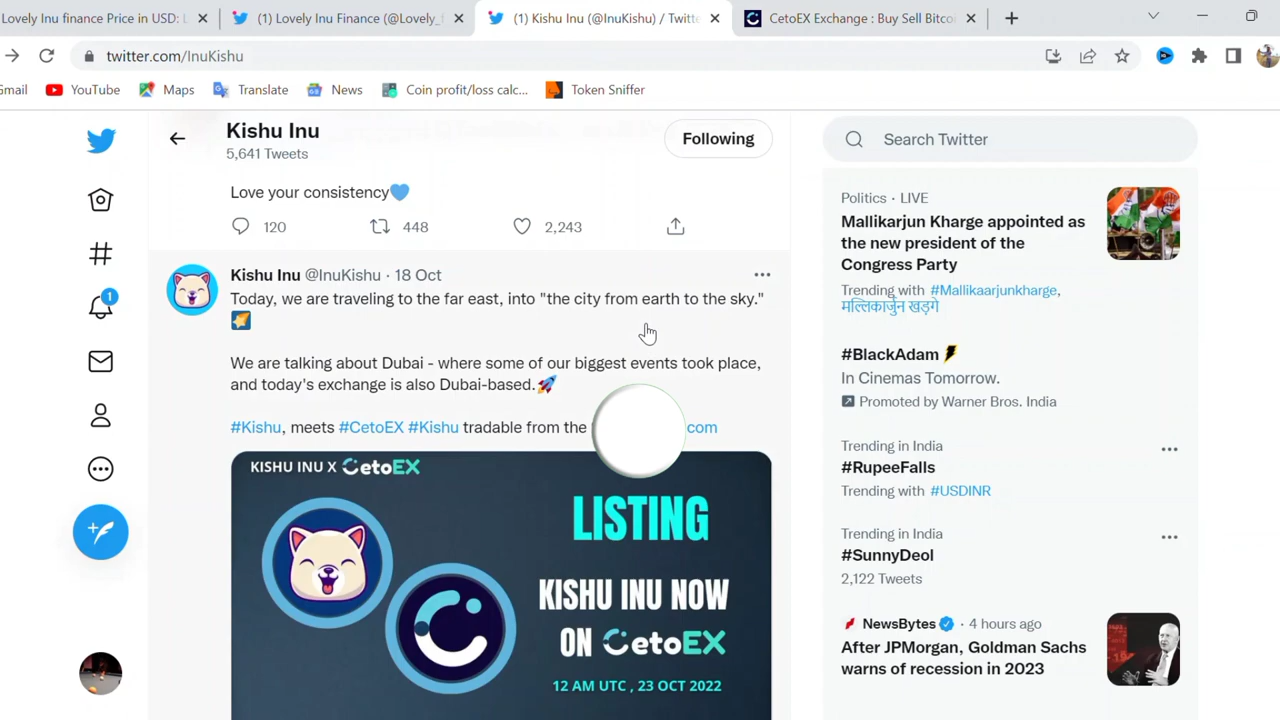 Lovely Inu finance Price in USD: L
(1) Lovely Inu Finance (@Lovely_f
(1) Kishu Inu (@InuKishu) / Twitte
CetoEX Exchange : Buy Sell Bitco
twitter.com/InuKishu
Gmail
YouTube
Maps
Translate
News
Coin profit/loss calc...
Token Sniffer
Kishu Inu
5,641 Tweets
Following
Love your consistency💙
120
448
2,243
Kishu Inu @InuKishu · 18 Oct
Today, we are traveling to the far east, into "the city from earth to the sky."
We are talking about Dubai - where some of our biggest events took place,
and today's exchange is also Dubai-based.🚀
#Kishu, meets #CetoEX #Kishu tradable from the com
KISHU INU X CetoEX
LISTING
KISHU INU NOW
ON CetoEX
12 AM UTC , 23 OCT 2022
1
Search Twitter
Politics · LIVE
Mallikarjun Kharge appointed as
the new president of the
Congress Party
Trending with #Mallikaarjunkharge,
मल्लिकार्जुन खड़गे
#BlackAdam
In Cinemas Tomorrow.
Promoted by Warner Bros. India
Trending in India
#RupeeFalls
Trending with #USDINR
Trending in India
#SunnyDeol
2,122 Tweets
NewsBytes · 4 hours ago
After JPMorgan, Goldman Sachs
warns of recession in 2023